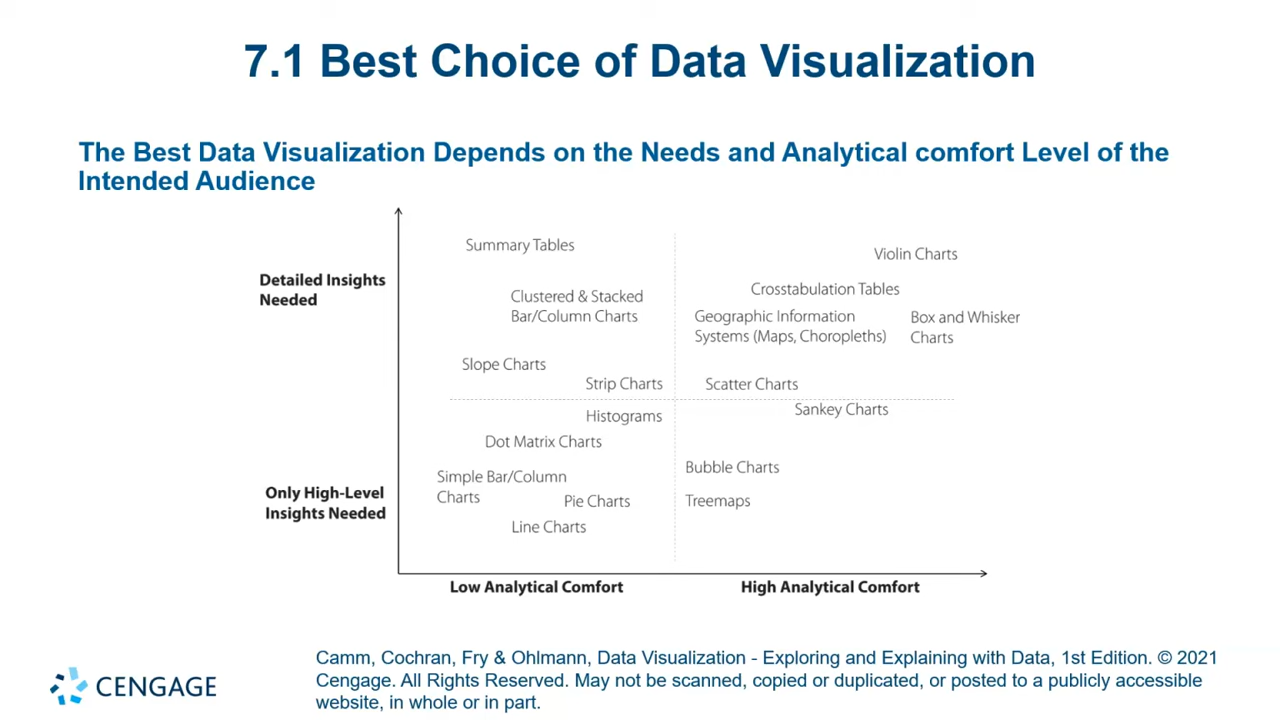 7.1 Best Choice of Data Visualization
The Best Data Visualization Depends on the Needs and Analytical comfort Level of the
Intended Audience
Detailed Insights
Needed
Summary Tables
Clustered & Stacked
Bar/Column Charts
Slope Charts
Strip Charts
Violin Charts
Crosstabulation Tables
Geographic Information
Systems (Maps, Choropleths)
Box and Whisker
Charts
Scatter Charts
Sankey Charts
Only High-Level
Insights Needed
Histograms
Dot Matrix Charts
Simple Bar/Column
Charts
Pie Charts
Line Charts
Bubble Charts
Treemaps
Low Analytical Comfort
High Analytical Comfort
CENGAGE
Camm, Cochran, Fry & Ohlmann, Data Visualization - Exploring and Explaining with Data, 1st Edition. © 2021
Cengage. All Rights Reserved. May not be scanned, copied or duplicated, or posted to a publicly accessible
website, in whole or in part.